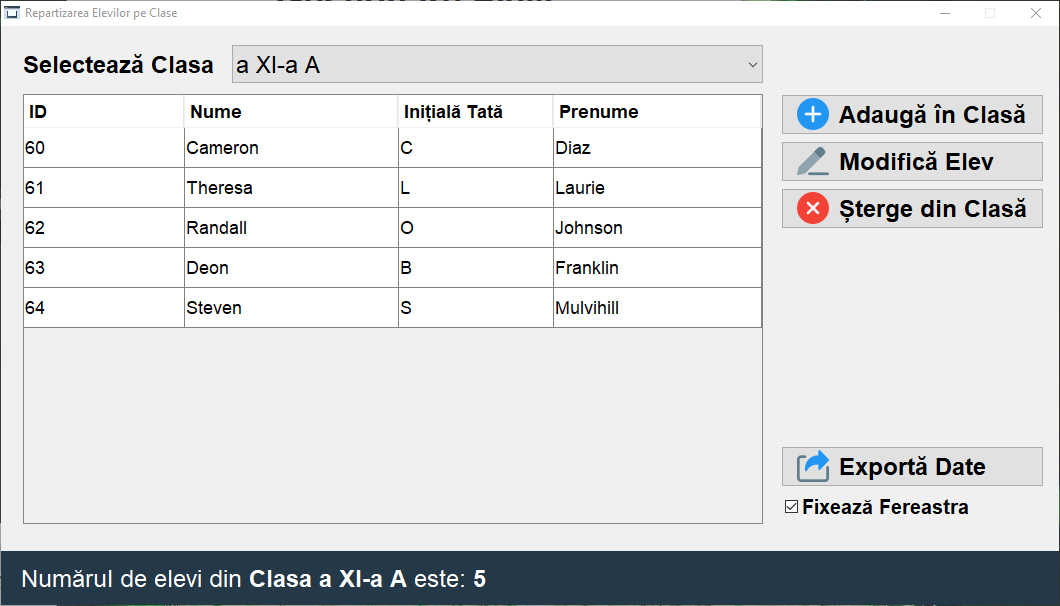 Repartizarea Elevilor pe Clase
Selectează Clasa a XI-a A
ID Nume Inițială Tată Prenume
60 Cameron C Diaz
61 Theresa L Laurie
62 Randall O Johnson
63 Deon B Franklin
64 Steven S Mulvihill
Adaugă în Clasă
Modifică Elev
Șterge din Clasă
Exportă Date
Fixează Fereastra
Numărul de elevi din Clasa a XI-a A este: 5